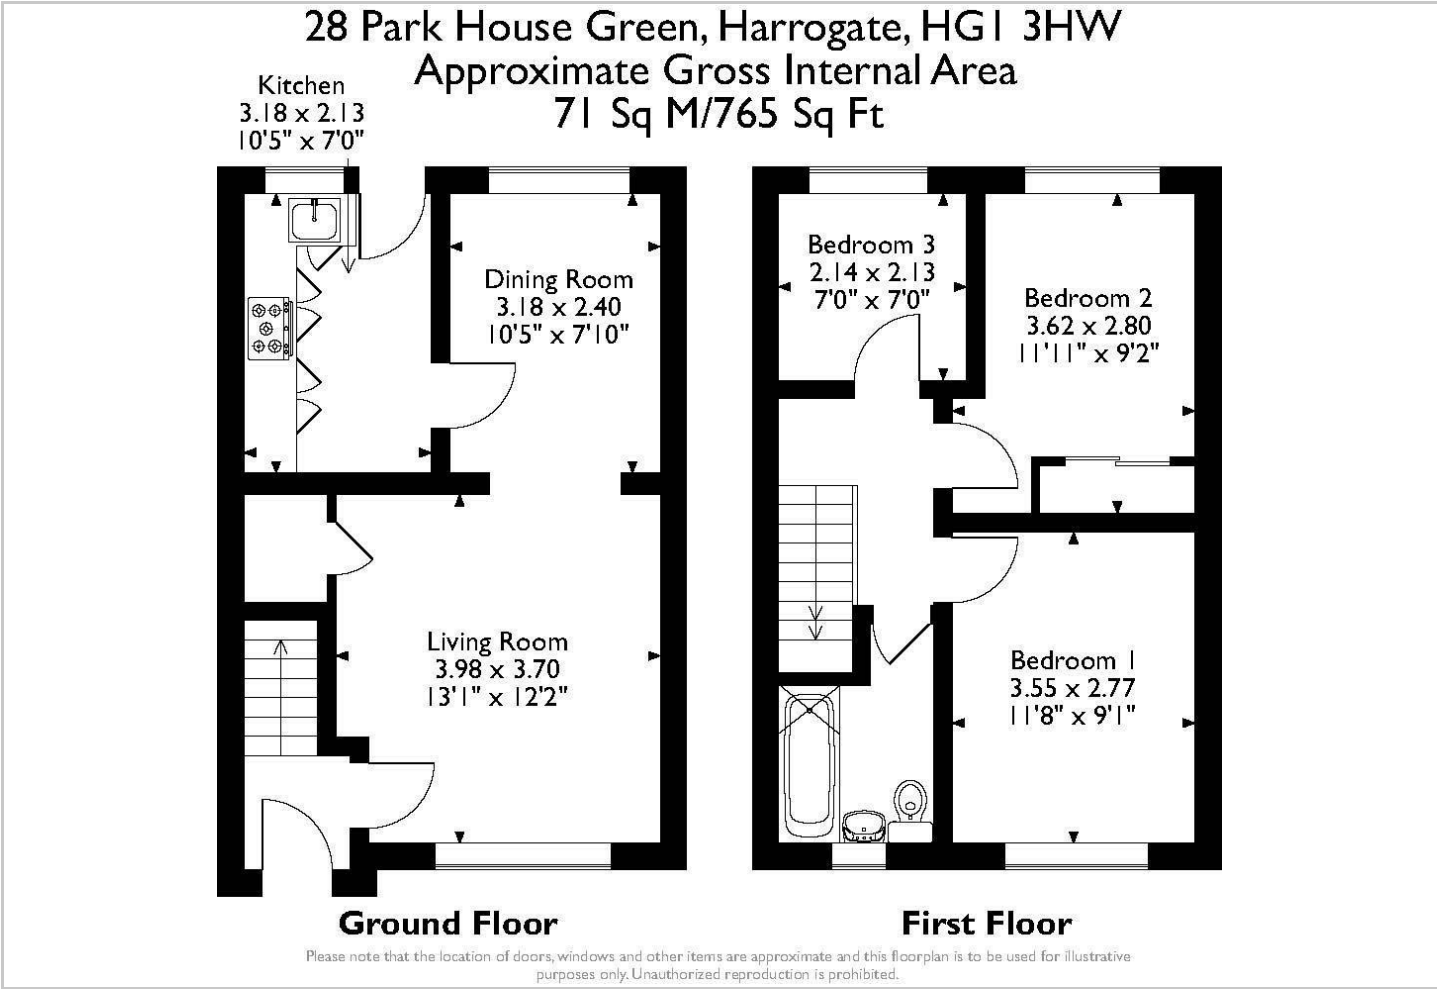 28 Park House Green, Harrogate, HG1 3HW
Approximate Gross Internal Area
71 Sq M/765 Sq Ft
Kitchen
3.18 x 2.13
10'5" x 7'0"
Dining Room
3.18 x 2.40
10'5" x 7'10"
Living Room
3.98 x 3.70
13'1" x 12'2"
Bedroom 3
2.14 x 2.13
7'0" x 7'0"
Bedroom 2
3.62 x 2.80
11'11" x 9'2"
Bedroom 1
3.55 x 2.77
11'8" x 9'1"
Ground Floor
First Floor
Please note that the location of doors, windows and other items are approximate and this floorplan is to be used for illustrative
purposes only. Unauthorized reproduction is prohibited.